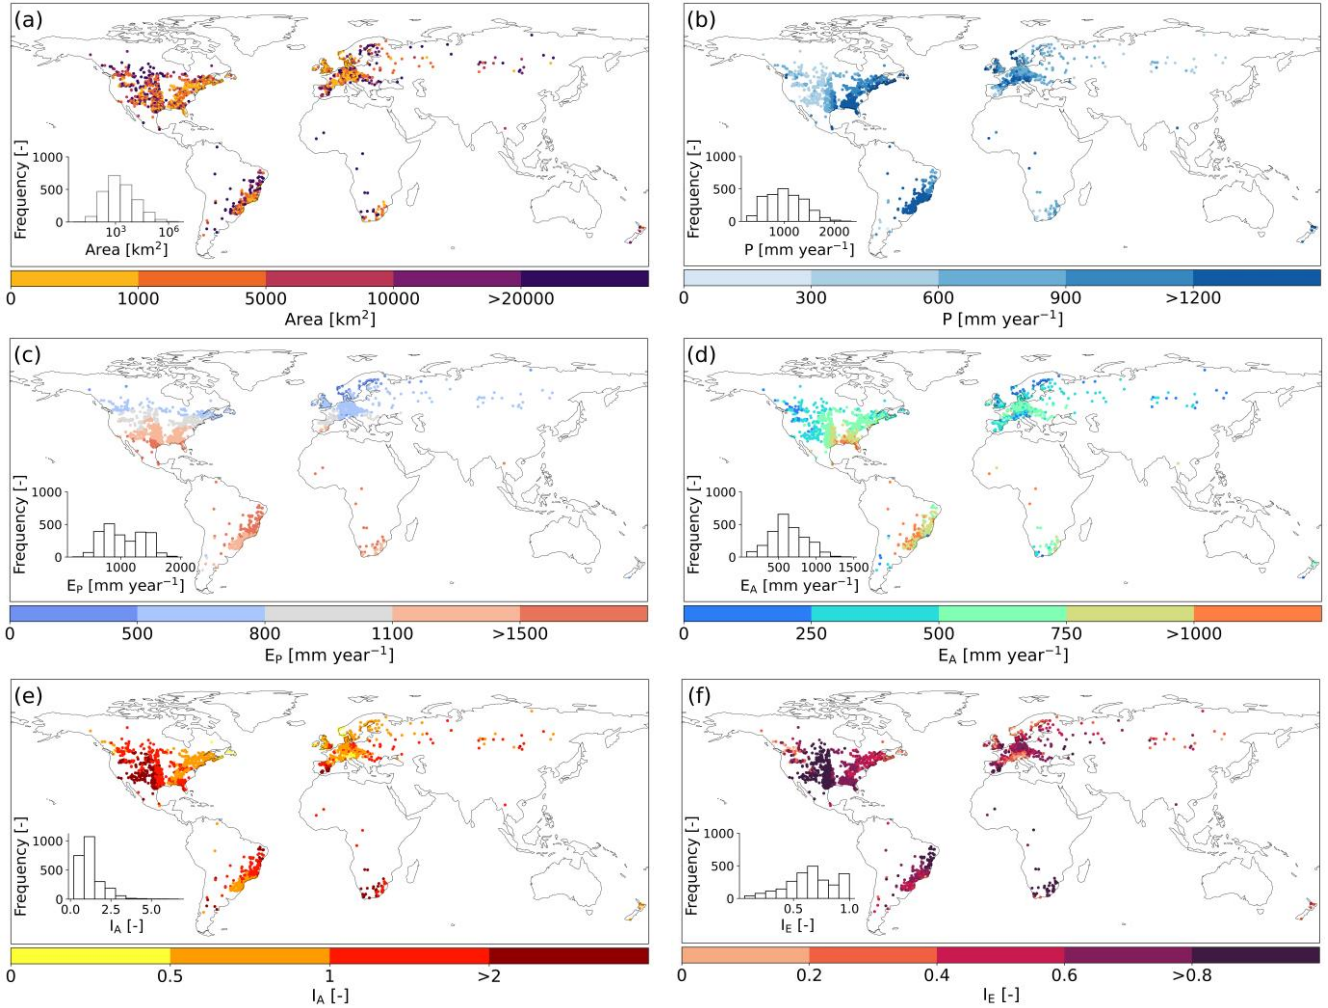 (a)
Frequency [-]
1000
500
0
10³ 10⁶
Area [km²]
0 1000 5000 10000 >20000
Area [km²]
(b)
Frequency [-]
1000
500
0
1000 2000
P [mm year⁻¹]
0 300 600 900 >1200
P [mm year⁻¹]
(c)
Frequency [-]
1000
500
0
1000 2000
E_P [mm year⁻¹]
0 500 800 1100 >1500
E_P [mm year⁻¹]
(d)
Frequency [-]
1000
500
0
500 1000 1500
E_A [mm year⁻¹]
0 250 500 750 >1000
E_A [mm year⁻¹]
(e)
Frequency [-]
1000
500
0
0.0 2.5 5.0
I_A [-]
0 0.5 1 >2
I_A [-]
(f)
Frequency [-]
1000
500
0
0.5 1.0
I_E [-]
0 0.2 0.4 0.6 >0.8
I_E [-]